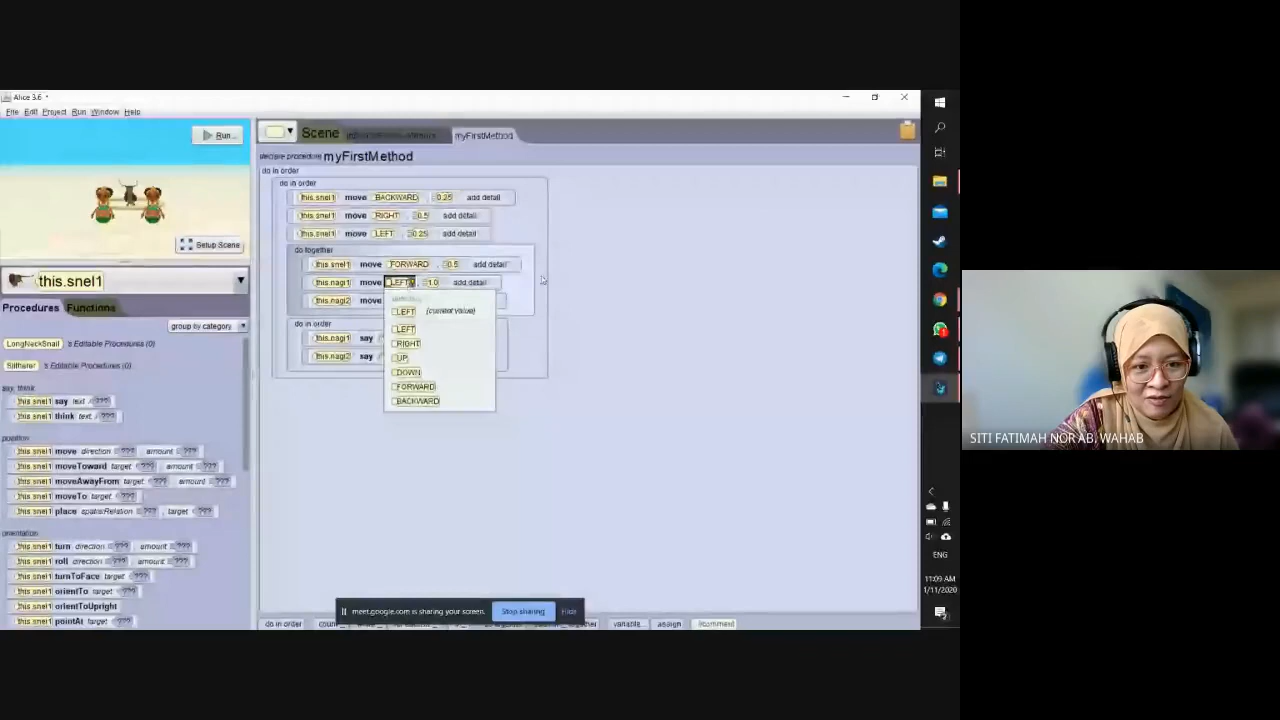 Alice 3.6 *
File Edit Project Run Window Help
Run...
Setup Scene
this.snel1
Procedures Functions
group by category
LongNeckSnail 's Editable Procedures (0)
's Editable Procedures (0)
say, think
this.snel1 say text ???
this.snel1 think text ???
position
this.snel1 move direction ??? , amount ???
this.snel1 moveToward target ??? , amount ???
this.snel1 moveAwayFrom target ??? , amount ???
this.snel1 moveTo target ???
this.snel1 place spatialRelation ??? , target ???
orientation
this.snel1 turn direction ??? , amount ???
this.snel1 roll direction ??? , amount ???
this.snel1 turnToFace target ???
this.snel1 orientTo target ???
this.snel1 orientToUpright
this.snel1 pointAt target ???
Scene myFirstMethod
declare procedure myFirstMethod
do in order
do in order
this.snel1 move BACKWARD , 0.25 add detail
this.snel1 move RIGHT , 0.5 add detail
this.snel1 move LEFT , 0.25 add detail
do together
this.snel1 move FORWARD , 0.5 add detail
this.nagi1 move LEFT , 1.0 add detail
this.nagi2 move
LEFT (current value)
LEFT
RIGHT
UP
DOWN
FORWARD
BACKWARD
do in order
this.nagi1 say
this.nagi2 say
meet.google.com is sharing your screen. Stop sharing Hide
do in order variable... assign //comment
ENG
11:09 AM
1/11/2020
SITI FATIMAH NOR AB. WAHAB